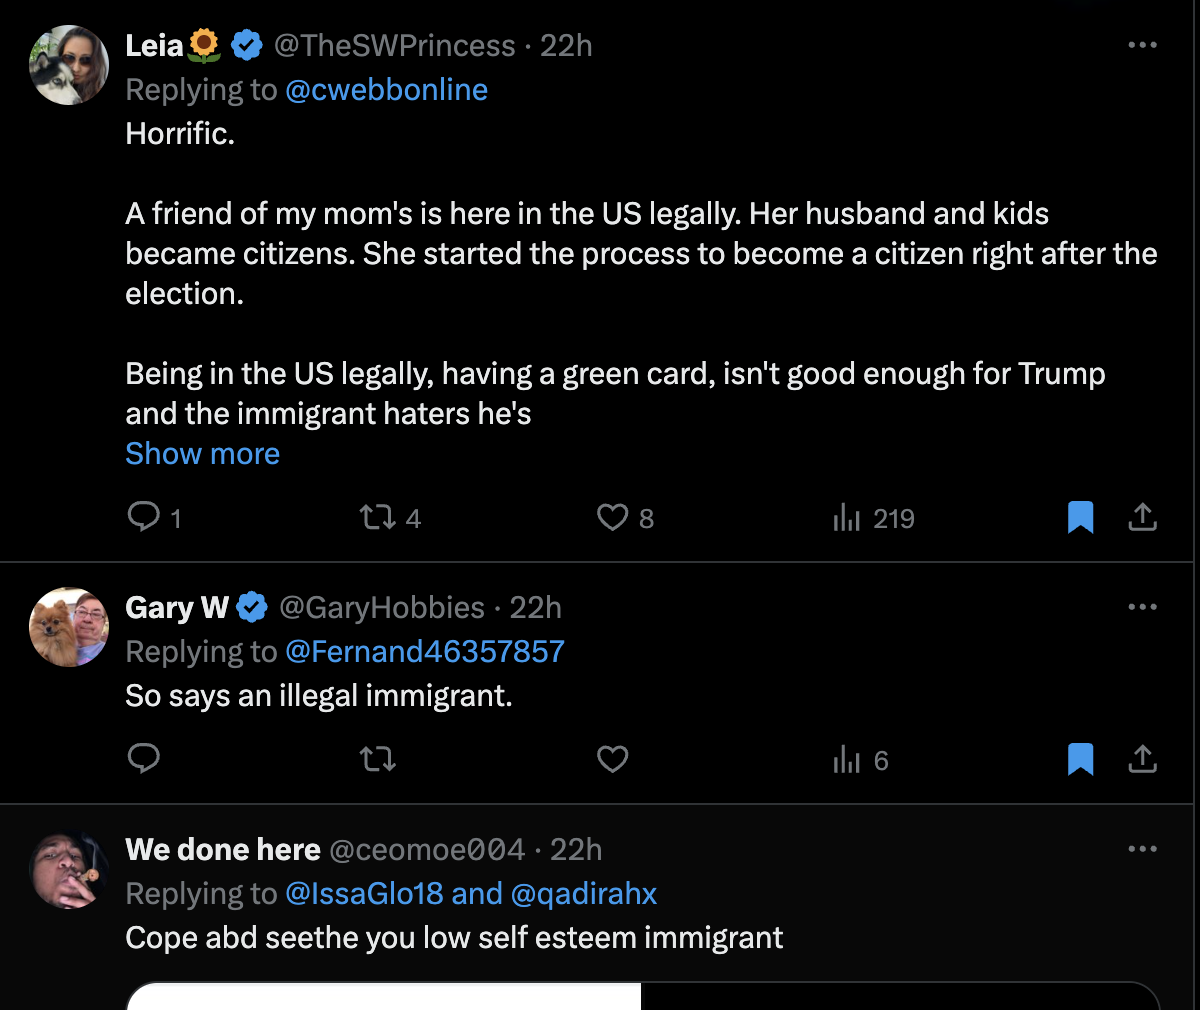 Leia🌻 @TheSWPrincess · 22h
Replying to @cwebbonline
Horrific.
A friend of my mom's is here in the US legally. Her husband and kids
became citizens. She started the process to become a citizen right after the
election.
Being in the US legally, having a green card, isn't good enough for Trump
and the immigrant haters he's
Show more
1 4 8 219
Gary W @GaryHobbies · 22h
Replying to @Fernand46357857
So says an illegal immigrant.
6
We done here @ceomoe004 · 22h
Replying to @IssaGlo18 and @qadirahx
Cope abd seethe you low self esteem immigrant